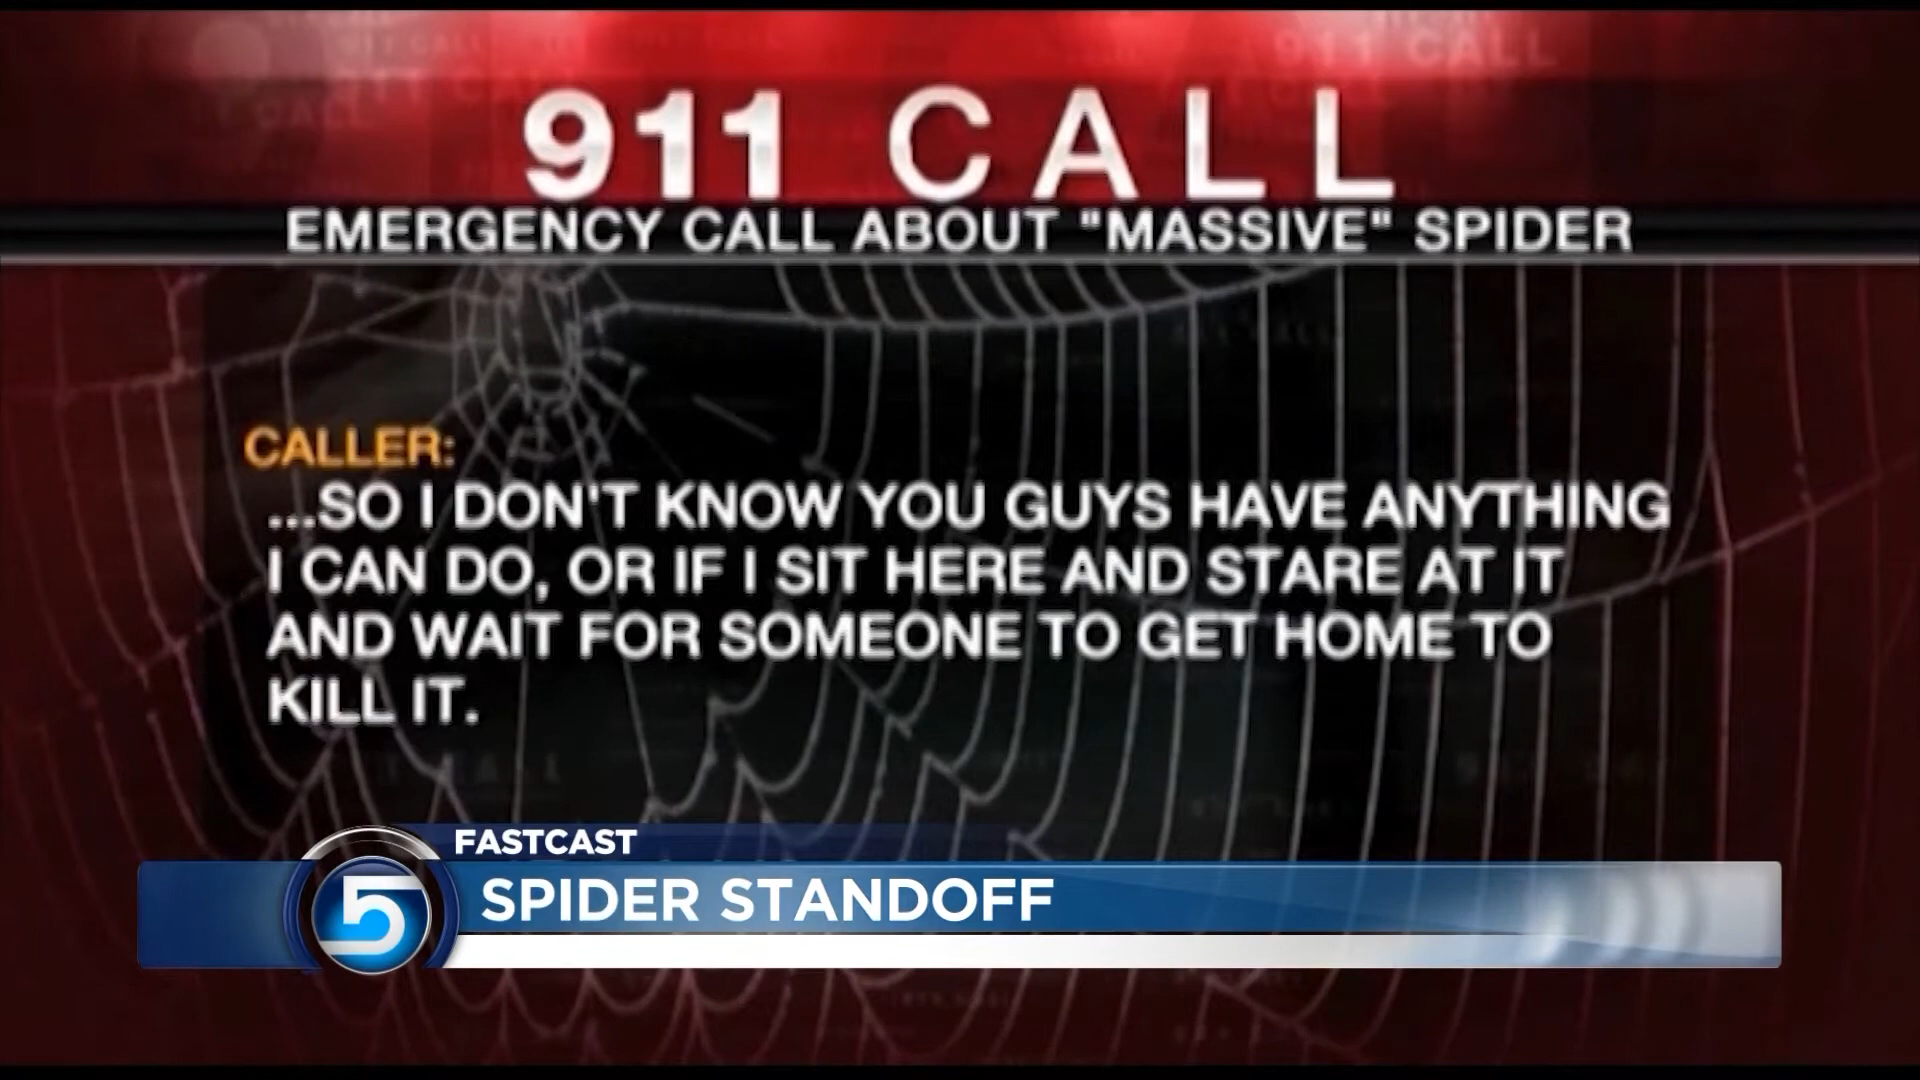 911 CALL
EMERGENCY CALL ABOUT "MASSIVE" SPIDER
CALLER:
...SO I DON'T KNOW YOU GUYS HAVE ANYTHING
I CAN DO, OR IF I SIT HERE AND STARE AT IT
AND WAIT FOR SOMEONE TO GET HOME TO
KILL IT.
FASTCAST
5 SPIDER STANDOFF